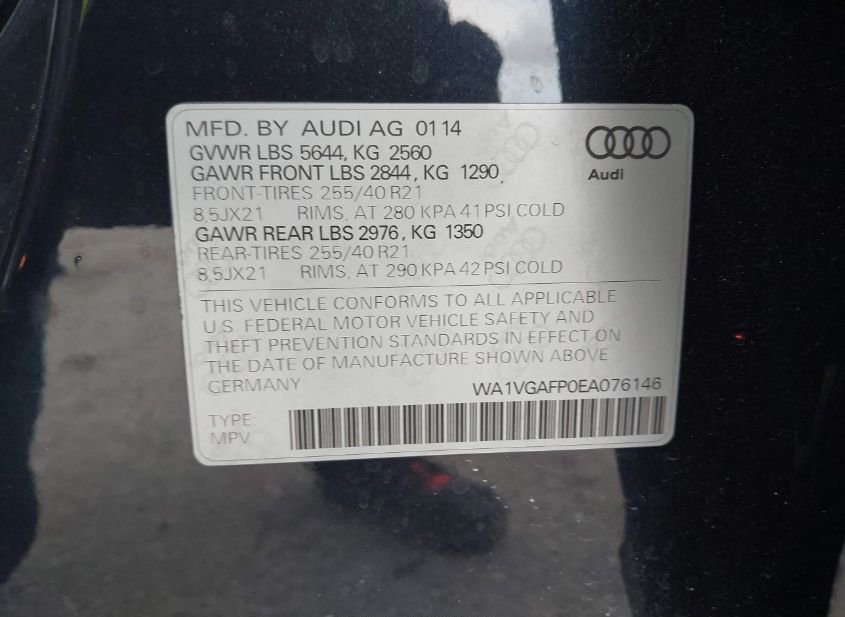 MFD. BY AUDI AG 0114
GVWR LBS 5644, KG 2560
GAWR FRONT LBS 2844, KG 1290,
FRONT-TIRES 255/40 R21
8,5JX21 RIMS, AT 280 KPA 41 PSI COLD
GAWR REAR LBS 2976, KG 1350
REAR-TIRES 255/40 R21
8,5JX21 RIMS, AT 290 KPA 42 PSI COLD
Audi
THIS VEHICLE CONFORMS TO ALL APPLICABLE
U.S. FEDERAL MOTOR VEHICLE SAFETY AND
THEFT PREVENTION STANDARDS IN EFFECT ON
THE DATE OF MANUFACTURE SHOWN ABOVE
GERMANY WA1VGAFP0EA076146
TYPE
MPV